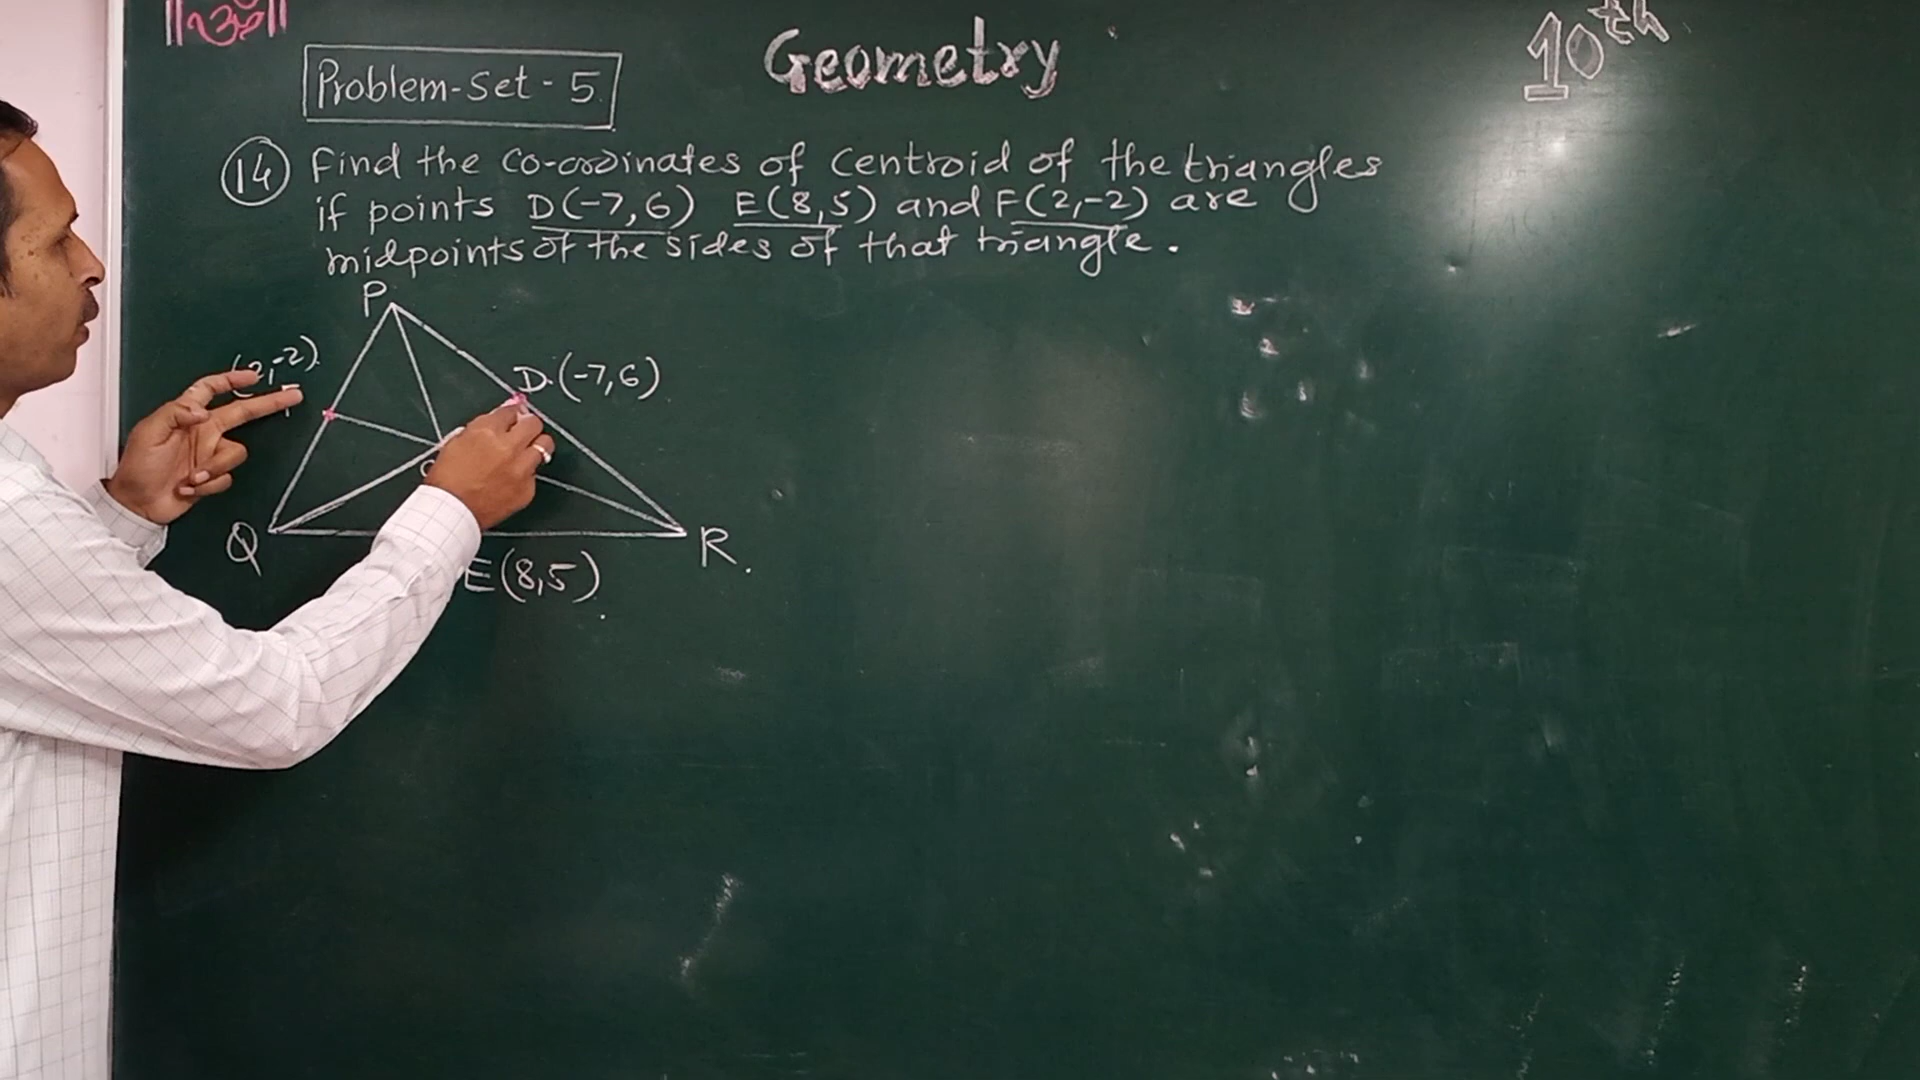 ||ॐ||
Geometry
10th
Problem-Set-5.
14 Find the co-ordinates of centroid of the triangles
if points D(-7,6) E(8,5) and F(2,-2) are
midpoints of the sides of that triangle.
P
(2,-2)
D.(-7,6)
Q
R.
E(8,5)